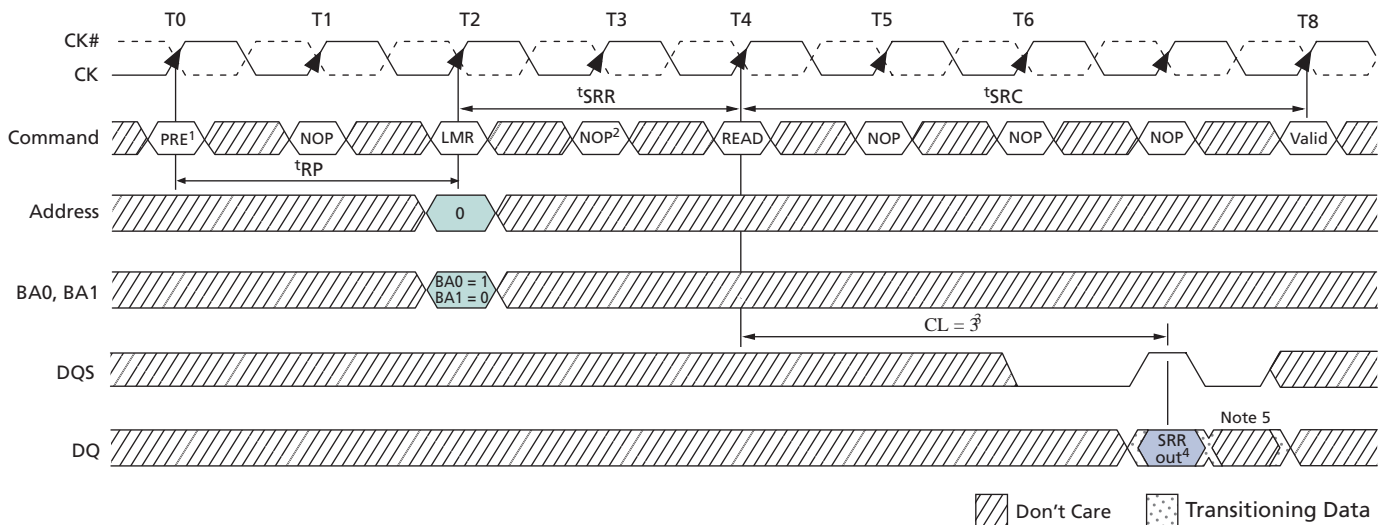 T0 T1 T2 T3 T4 T5 T6 T8
CK#
CK
tSRR tSRC
Command PRE1 NOP LMR NOP2 READ NOP NOP NOP Valid
tRP
Address 0
BA0, BA1 BA0 = 1
BA1 = 0
CL = 33
DQS
Note 5
DQ SRR
out4
Don't Care Transitioning Data